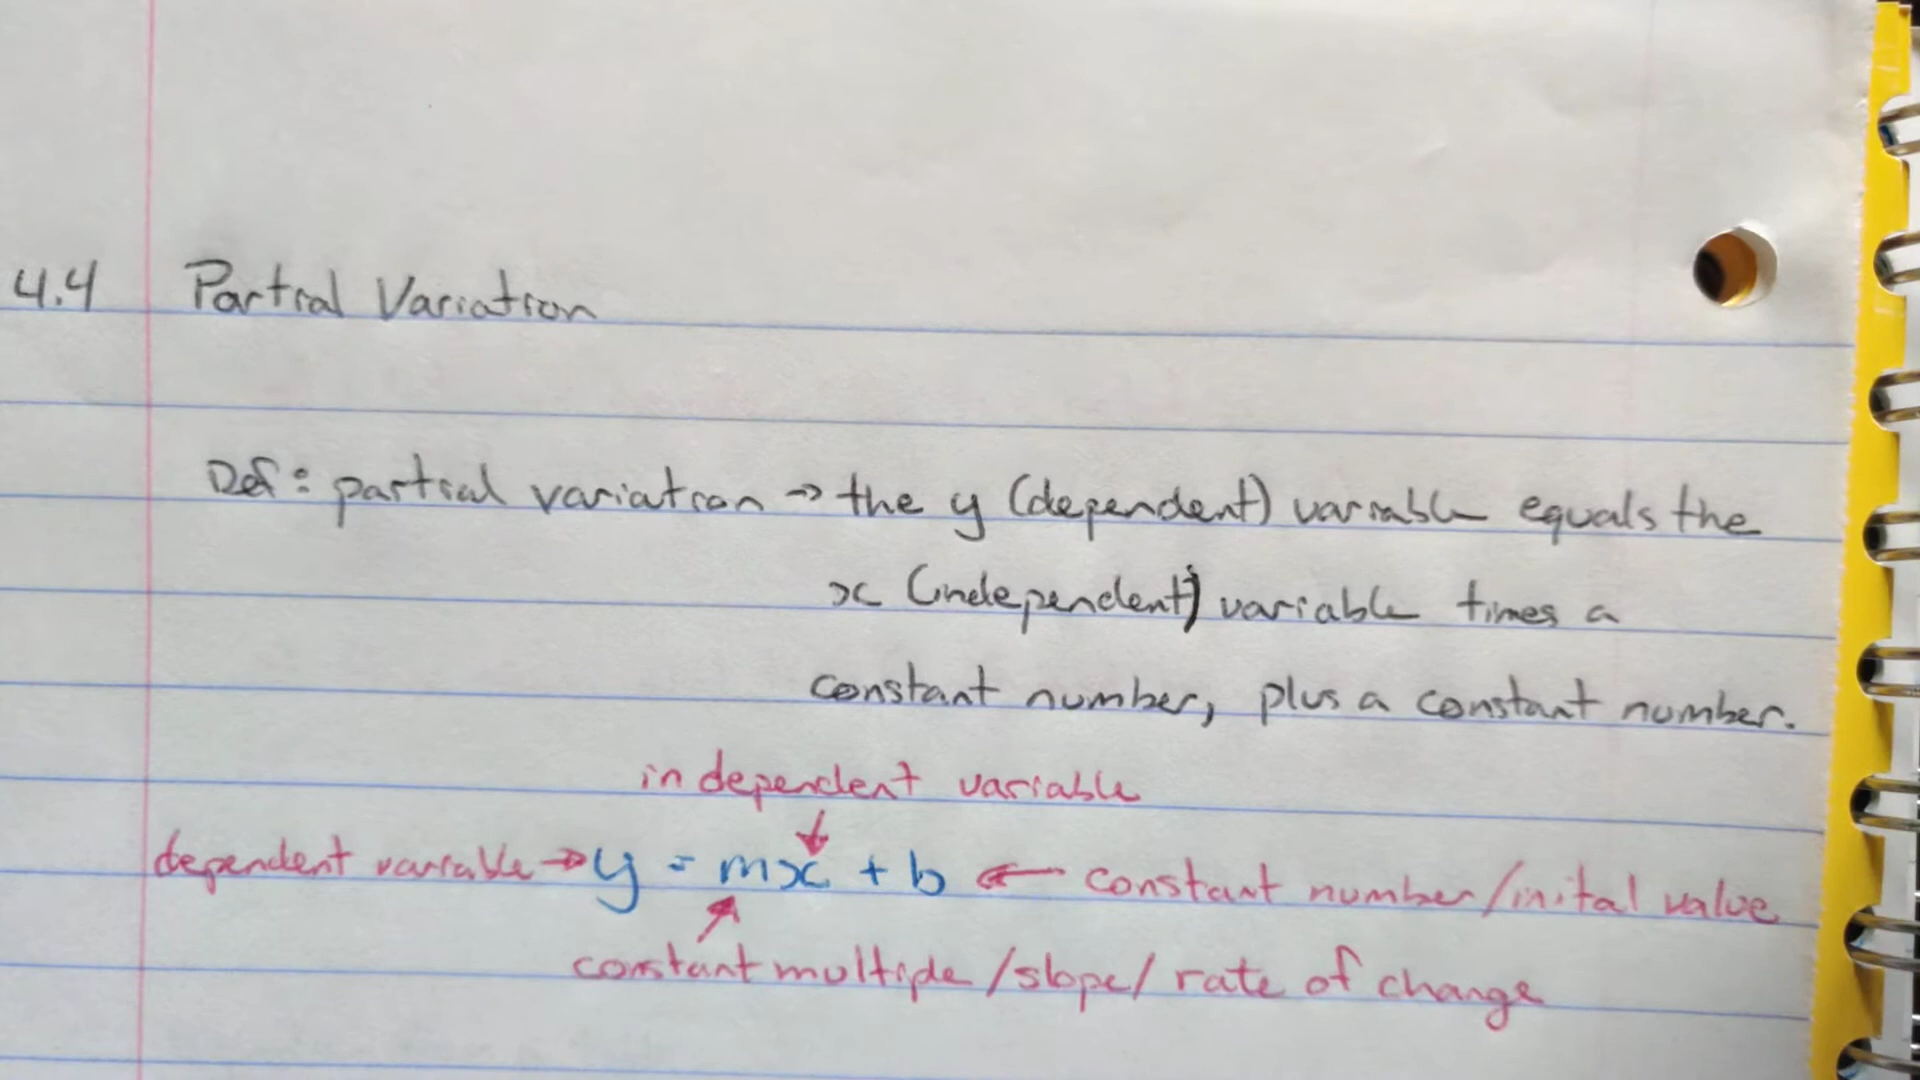 4.4 Partial Variation
Def: partial variation → the y (dependent) variable equals the
x (independent) variable times a
constant number, plus a constant number.
independent variable
↓
dependent variable → y = mx + b ← constant number/inital value
↗
constant multiple/slope/rate of change